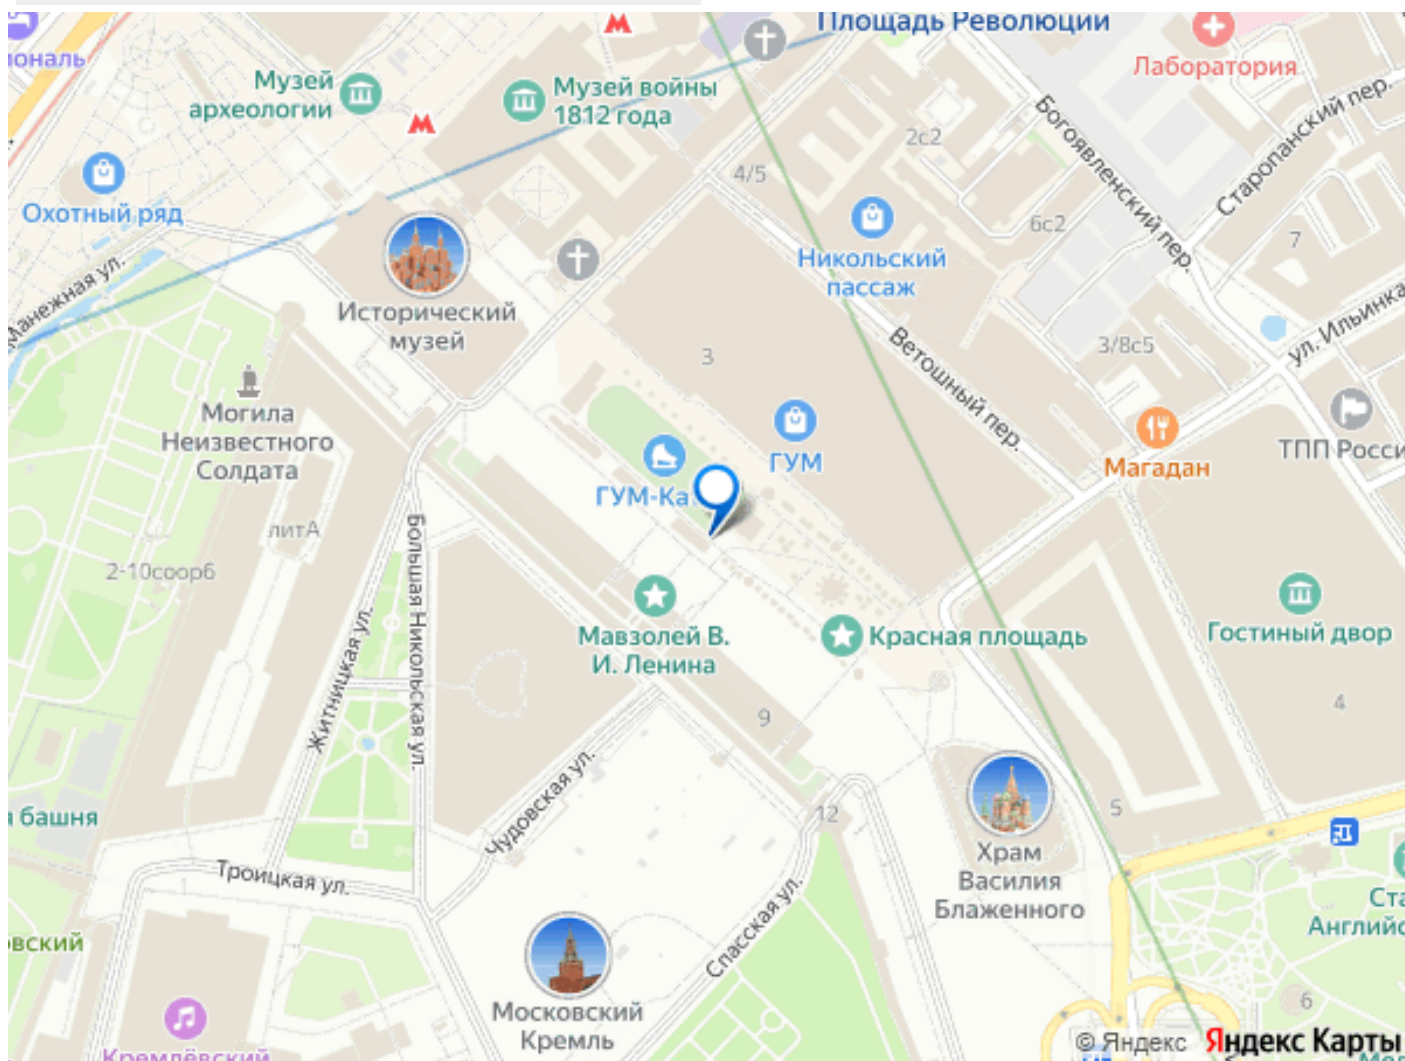 Площадь Революции
Лаборатория
Музей
археологии
Музей войны
1812 года
Богоявленский пер.
Старопанский пер.
2с2
4/5
Охотный ряд
6с2
7
Никольский
пассаж
Манежная ул.
Исторический
музей
ул. Ильинка
3/8с5
3
Ветошный пер.
Могила
Неизвестного
Солдата
ГУМ
ТПП Росси
Магадан
ГУМ-Ка
литА
2-10соор6
Большая Никольская ул.
Житницкая ул.
Мавзолей В.
И. Ленина
Красная площадь
Гостиный двор
4
9
Чудовская ул.
12
5
башня
Храм
Василия
Блаженного
Троицкая ул.
Спасская ул.
Московский
Кремль
6
© Яндекс Яндекс Карты